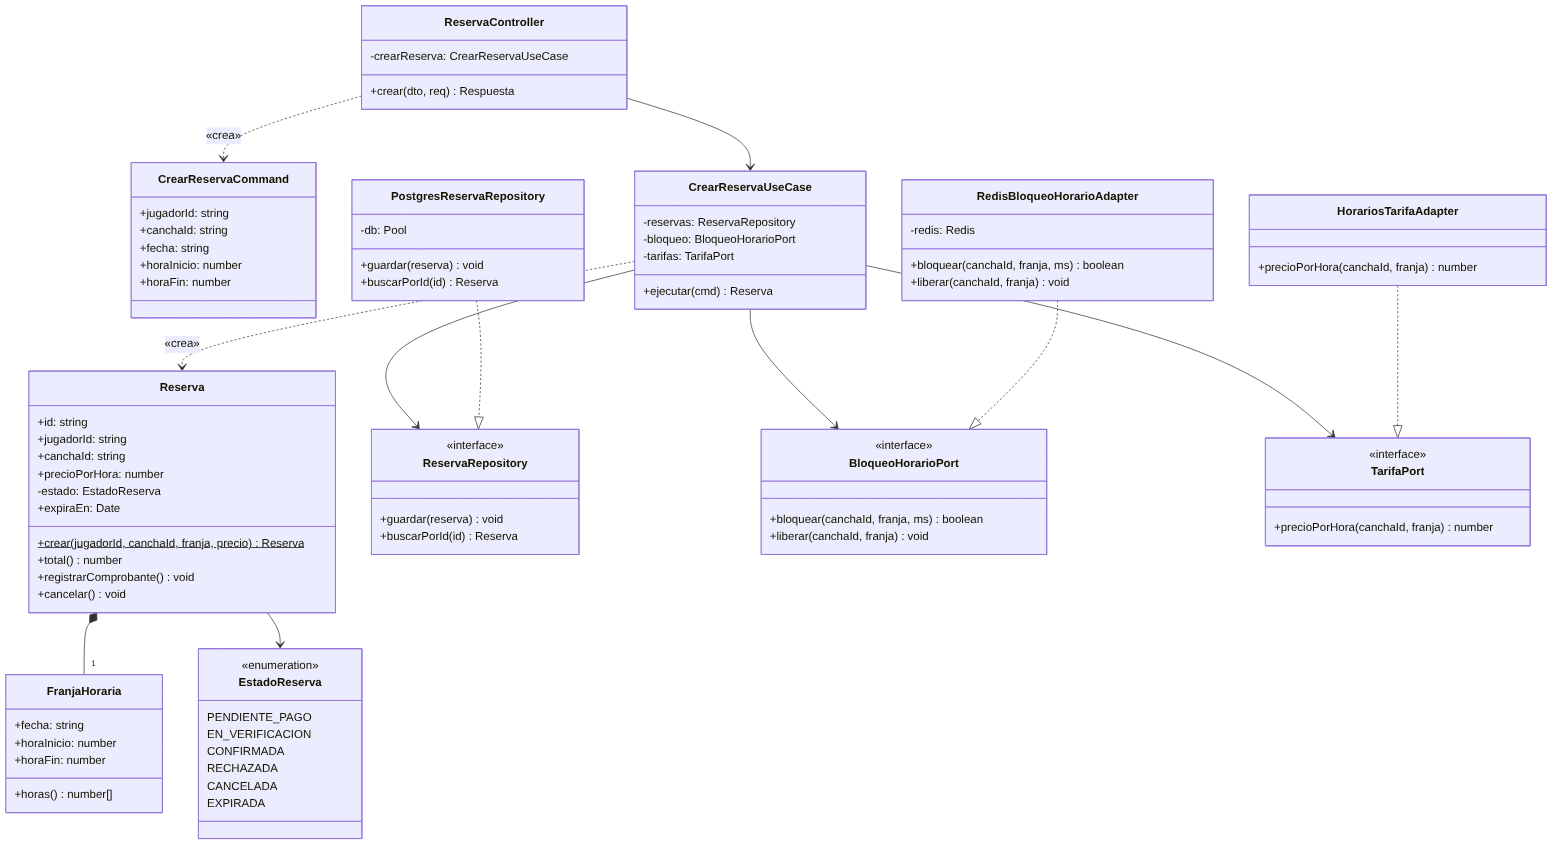 ReservaController
-crearReserva: CrearReservaUseCase
+crear(dto, req) : Respuesta
«crea»
CrearReservaCommand
+jugadorId: string
+canchaId: string
+fecha: string
+horaInicio: number
+horaFin: number
PostgresReservaRepository
-db: Pool
+guardar(reserva) : void
+buscarPorId(id) : Reserva
CrearReservaUseCase
-reservas: ReservaRepository
-bloqueo: BloqueoHorarioPort
-tarifas: TarifaPort
+ejecutar(cmd) : Reserva
RedisBloqueoHorarioAdapter
-redis: Redis
+bloquear(canchaId, franja, ms) : boolean
+liberar(canchaId, franja) : void
HorariosTarifaAdapter
+precioPorHora(canchaId, franja) : number
«crea»
Reserva
+id: string
+jugadorId: string
+canchaId: string
+precioPorHora: number
-estado: EstadoReserva
+expiraEn: Date
+crear(jugadorId, canchaId, franja, precio) : Reserva
+total() : number
+registrarComprobante() : void
+cancelar() : void
«interface»
ReservaRepository
+guardar(reserva) : void
+buscarPorId(id) : Reserva
«interface»
BloqueoHorarioPort
+bloquear(canchaId, franja, ms) : boolean
+liberar(canchaId, franja) : void
«interface»
TarifaPort
+precioPorHora(canchaId, franja) : number
1
FranjaHoraria
+fecha: string
+horaInicio: number
+horaFin: number
+horas() : number[]
«enumeration»
EstadoReserva
PENDIENTE_PAGO
EN_VERIFICACION
CONFIRMADA
RECHAZADA
CANCELADA
EXPIRADA